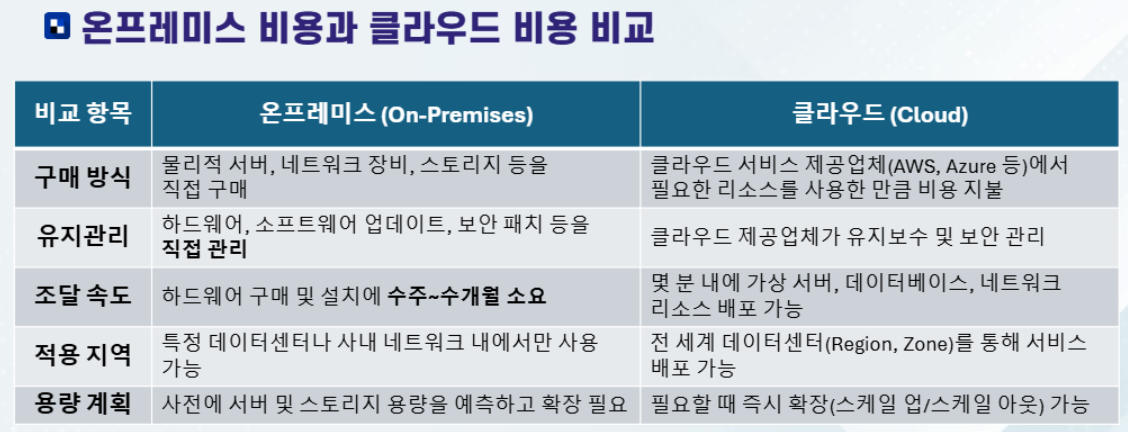 온프레미스 비용과 클라우드 비용 비교
비교 항목
온프레미스 (On-Premises)
클라우드 (Cloud)
구매 방식
물리적 서버, 네트워크 장비, 스토리지 등을
직접 구매
클라우드 서비스 제공업체(AWS, Azure 등)에서
필요한 리소스를 사용한 만큼 비용 지불
유지관리
하드웨어, 소프트웨어 업데이트, 보안 패치 등을
직접 관리
클라우드 제공업체가 유지보수 및 보안 관리
조달 속도
하드웨어 구매 및 설치에 수주~수개월 소요
몇 분 내에 가상 서버, 데이터베이스, 네트워크
리소스 배포 가능
적용 지역
특정 데이터센터나 사내 네트워크 내에서만 사용
가능
전 세계 데이터센터(Region, Zone)를 통해 서비스
배포 가능
용량 계획
사전에 서버 및 스토리지 용량을 예측하고 확장 필요
필요할 때 즉시 확장(스케일 업/스케일 아웃) 가능